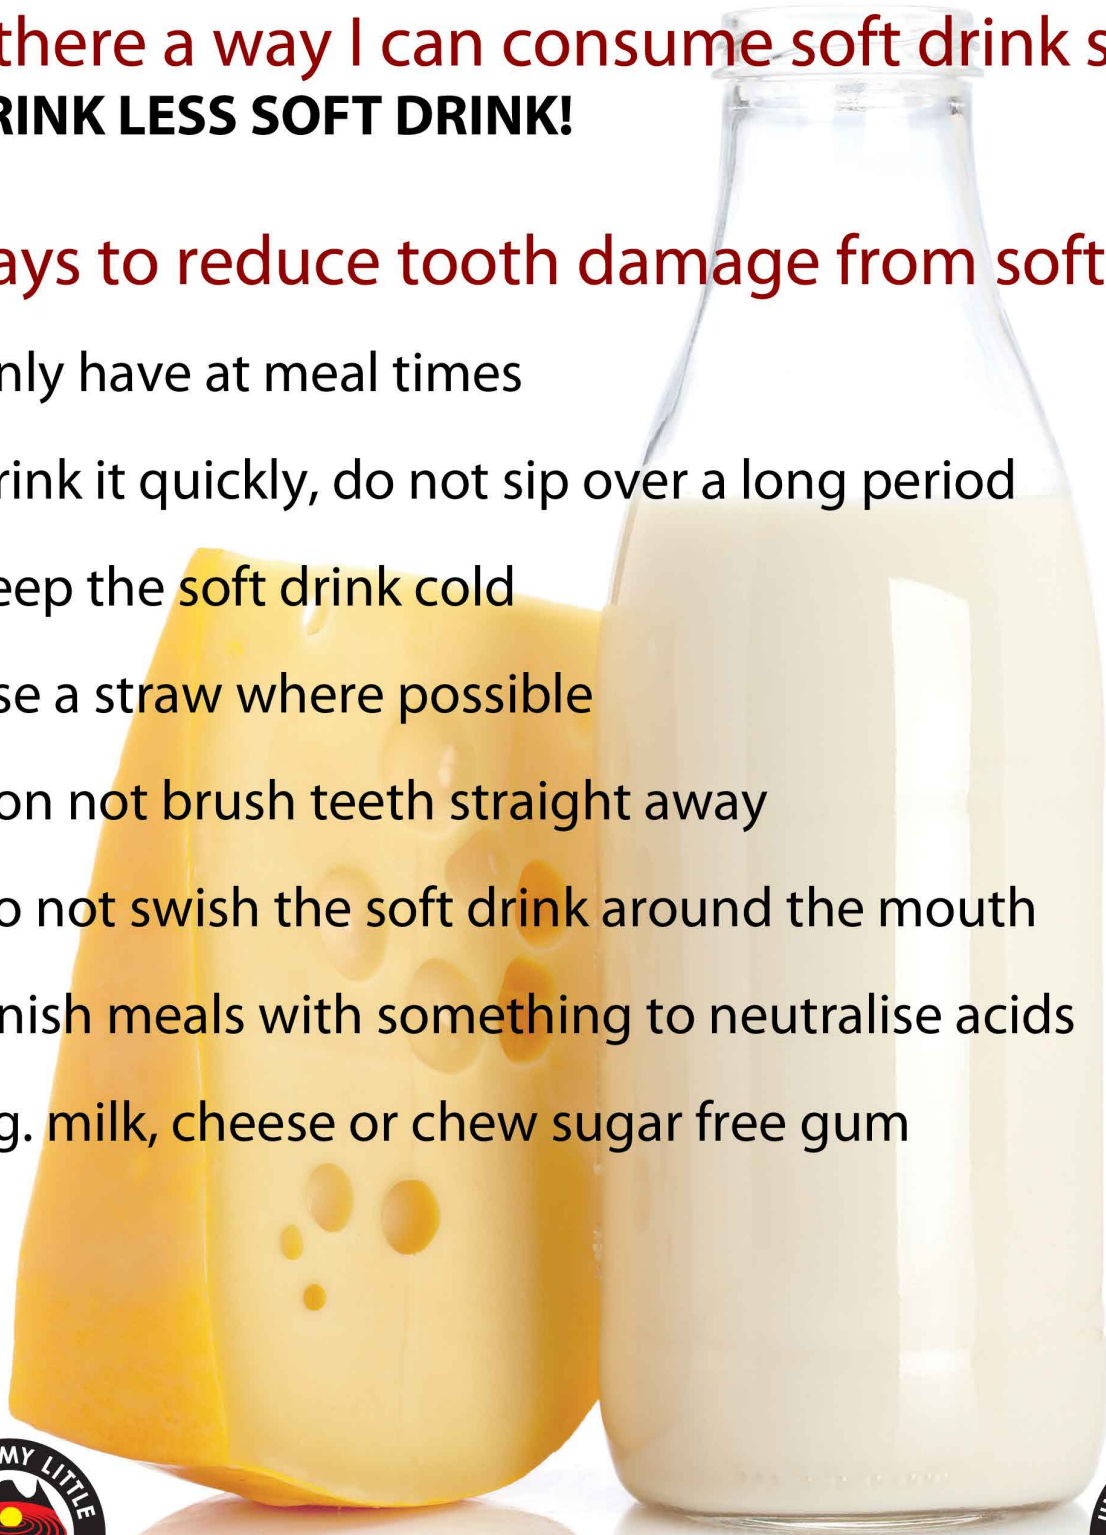 there a way I can consume soft drink s
RINK LESS SOFT DRINK!
ays to reduce tooth damage from soft
nly have at meal times
rink it quickly, do not sip over a long period
eep the soft drink cold
se a straw where possible
on not brush teeth straight away
o not swish the soft drink around the mouth
nish meals with something to neutralise acids
g. milk, cheese or chew sugar free gum
MY LITTLE